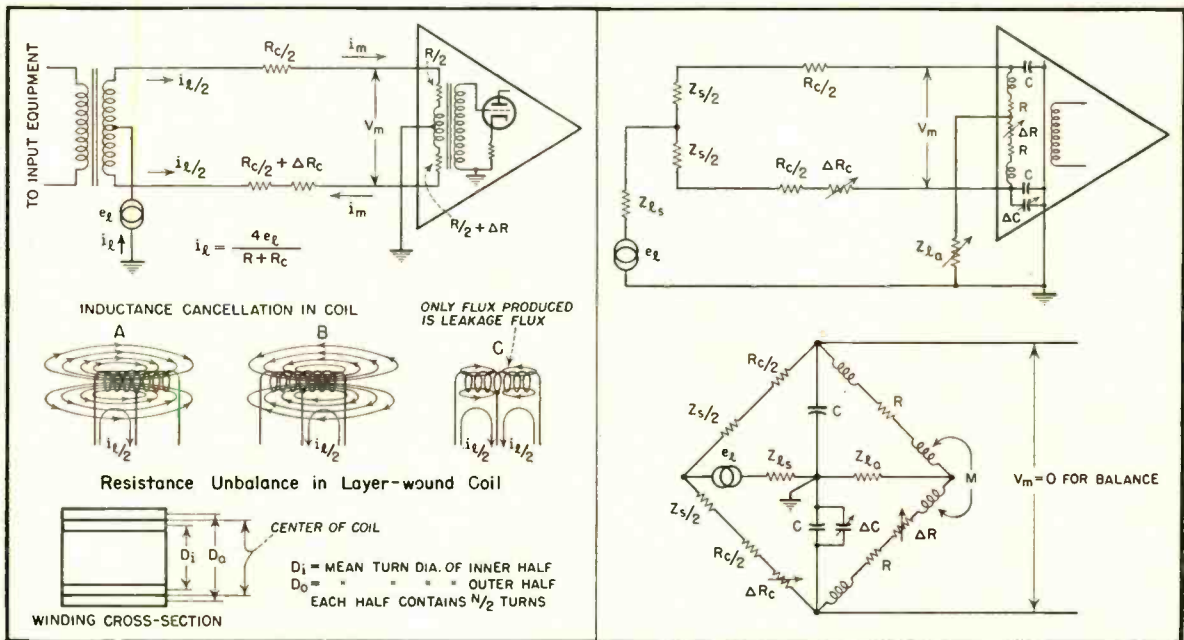 TO INPUT EQUIPMENT
iℓ/2
RC/2
im
R/2
Vm
iℓ/2
RC/2 + ΔRC
im
R/2 + ΔR
eℓ
iℓ
iℓ = 4eℓ / R + RC
INDUCTANCE CANCELLATION IN COIL
A
B
ONLY FLUX PRODUCED
IS LEAKAGE FLUX
C
iℓ/2
iℓ/2
iℓ/2 iℓ/2
Resistance Unbalance in Layer-wound Coil
Di
Do
CENTER OF COIL
Di = MEAN TURN DIA. OF INNER HALF
Do = " " " " OUTER HALF
EACH HALF CONTAINS N/2 TURNS
WINDING CROSS-SECTION
ZS/2
RC/2
Vm
C
R
ΔR
R
ZS/2
RC/2 ΔRC
C
ΔC
Zℓs
eℓ
Zℓa
RC/2
R
ZS/2
C
eℓ
Zℓs
Zℓa
M
Vm = 0 FOR BALANCE
ZS/2
C
ΔC
ΔR
RC/2
R
ΔRC